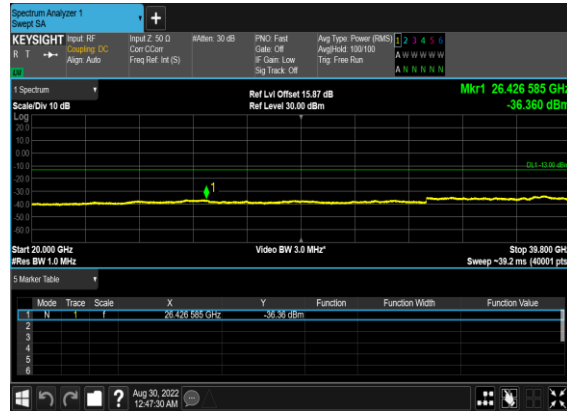 Spectrum Analyzer 1
Swept SA
+
KEYSIGHT Input: RF Input Z: 50 Ω #Atten: 30 dB PNO: Fast Avg Type: Power (RMS) 1 2 3 4 5 6
R T Coupling: DC Corr CCorr Gate: Off Avg|Hold: 100/100 A W W W W W
Align: Auto Freq Ref: Int (S) IF Gain: Low Trig: Free Run
LW Sig Track: Off A N N N N N
1 Spectrum Ref Lvl Offset 15.87 dB Mkr1 26.426 585 GHz
Scale/Div 10 dB Ref Level 30.00 dBm -36.360 dBm
Log
20.0
10.0
0.00
-10.0 DL1 -13.00 dBm
-20.0
-30.0 1
-40.0
-50.0
-60.0
Start 20.000 GHz Video BW 3.0 MHz* Stop 39.800 GHz
#Res BW 1.0 MHz Sweep ~39.2 ms (40001 pts
5 Marker Table
Mode Trace Scale X Y Function Function Width Function Value
1 N 1 f 26.426 585 GHz -36.36 dBm
2
3
4
5
6
? Aug 30, 2022
12:47:30 AM